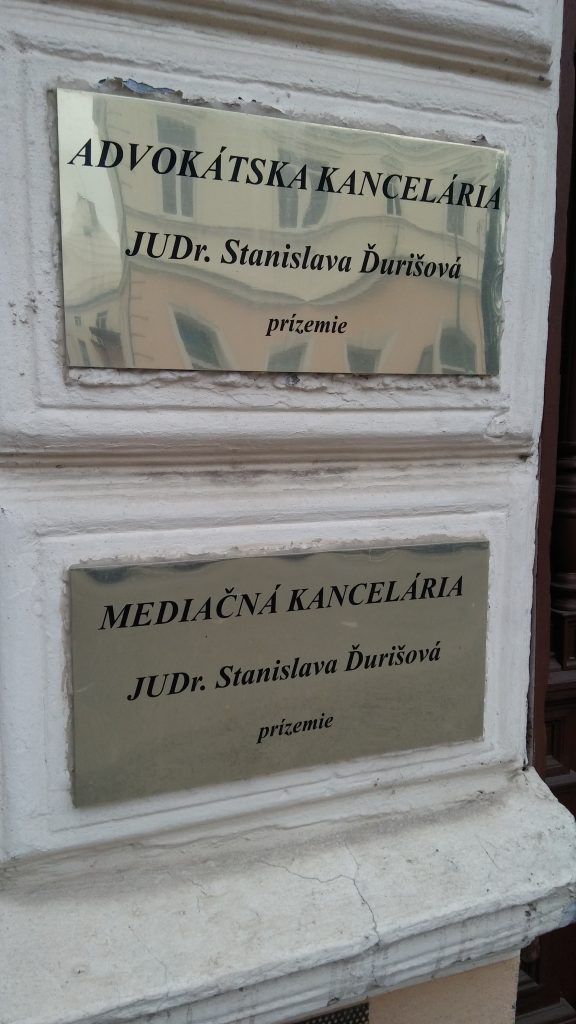 ADVOKÁTSKA KANCELÁRIA
JUDr. Stanislava Ďurišová
prízemie
MEDIAČNÁ KANCELÁRIA
JUDr. Stanislava Ďurišová
prízemie